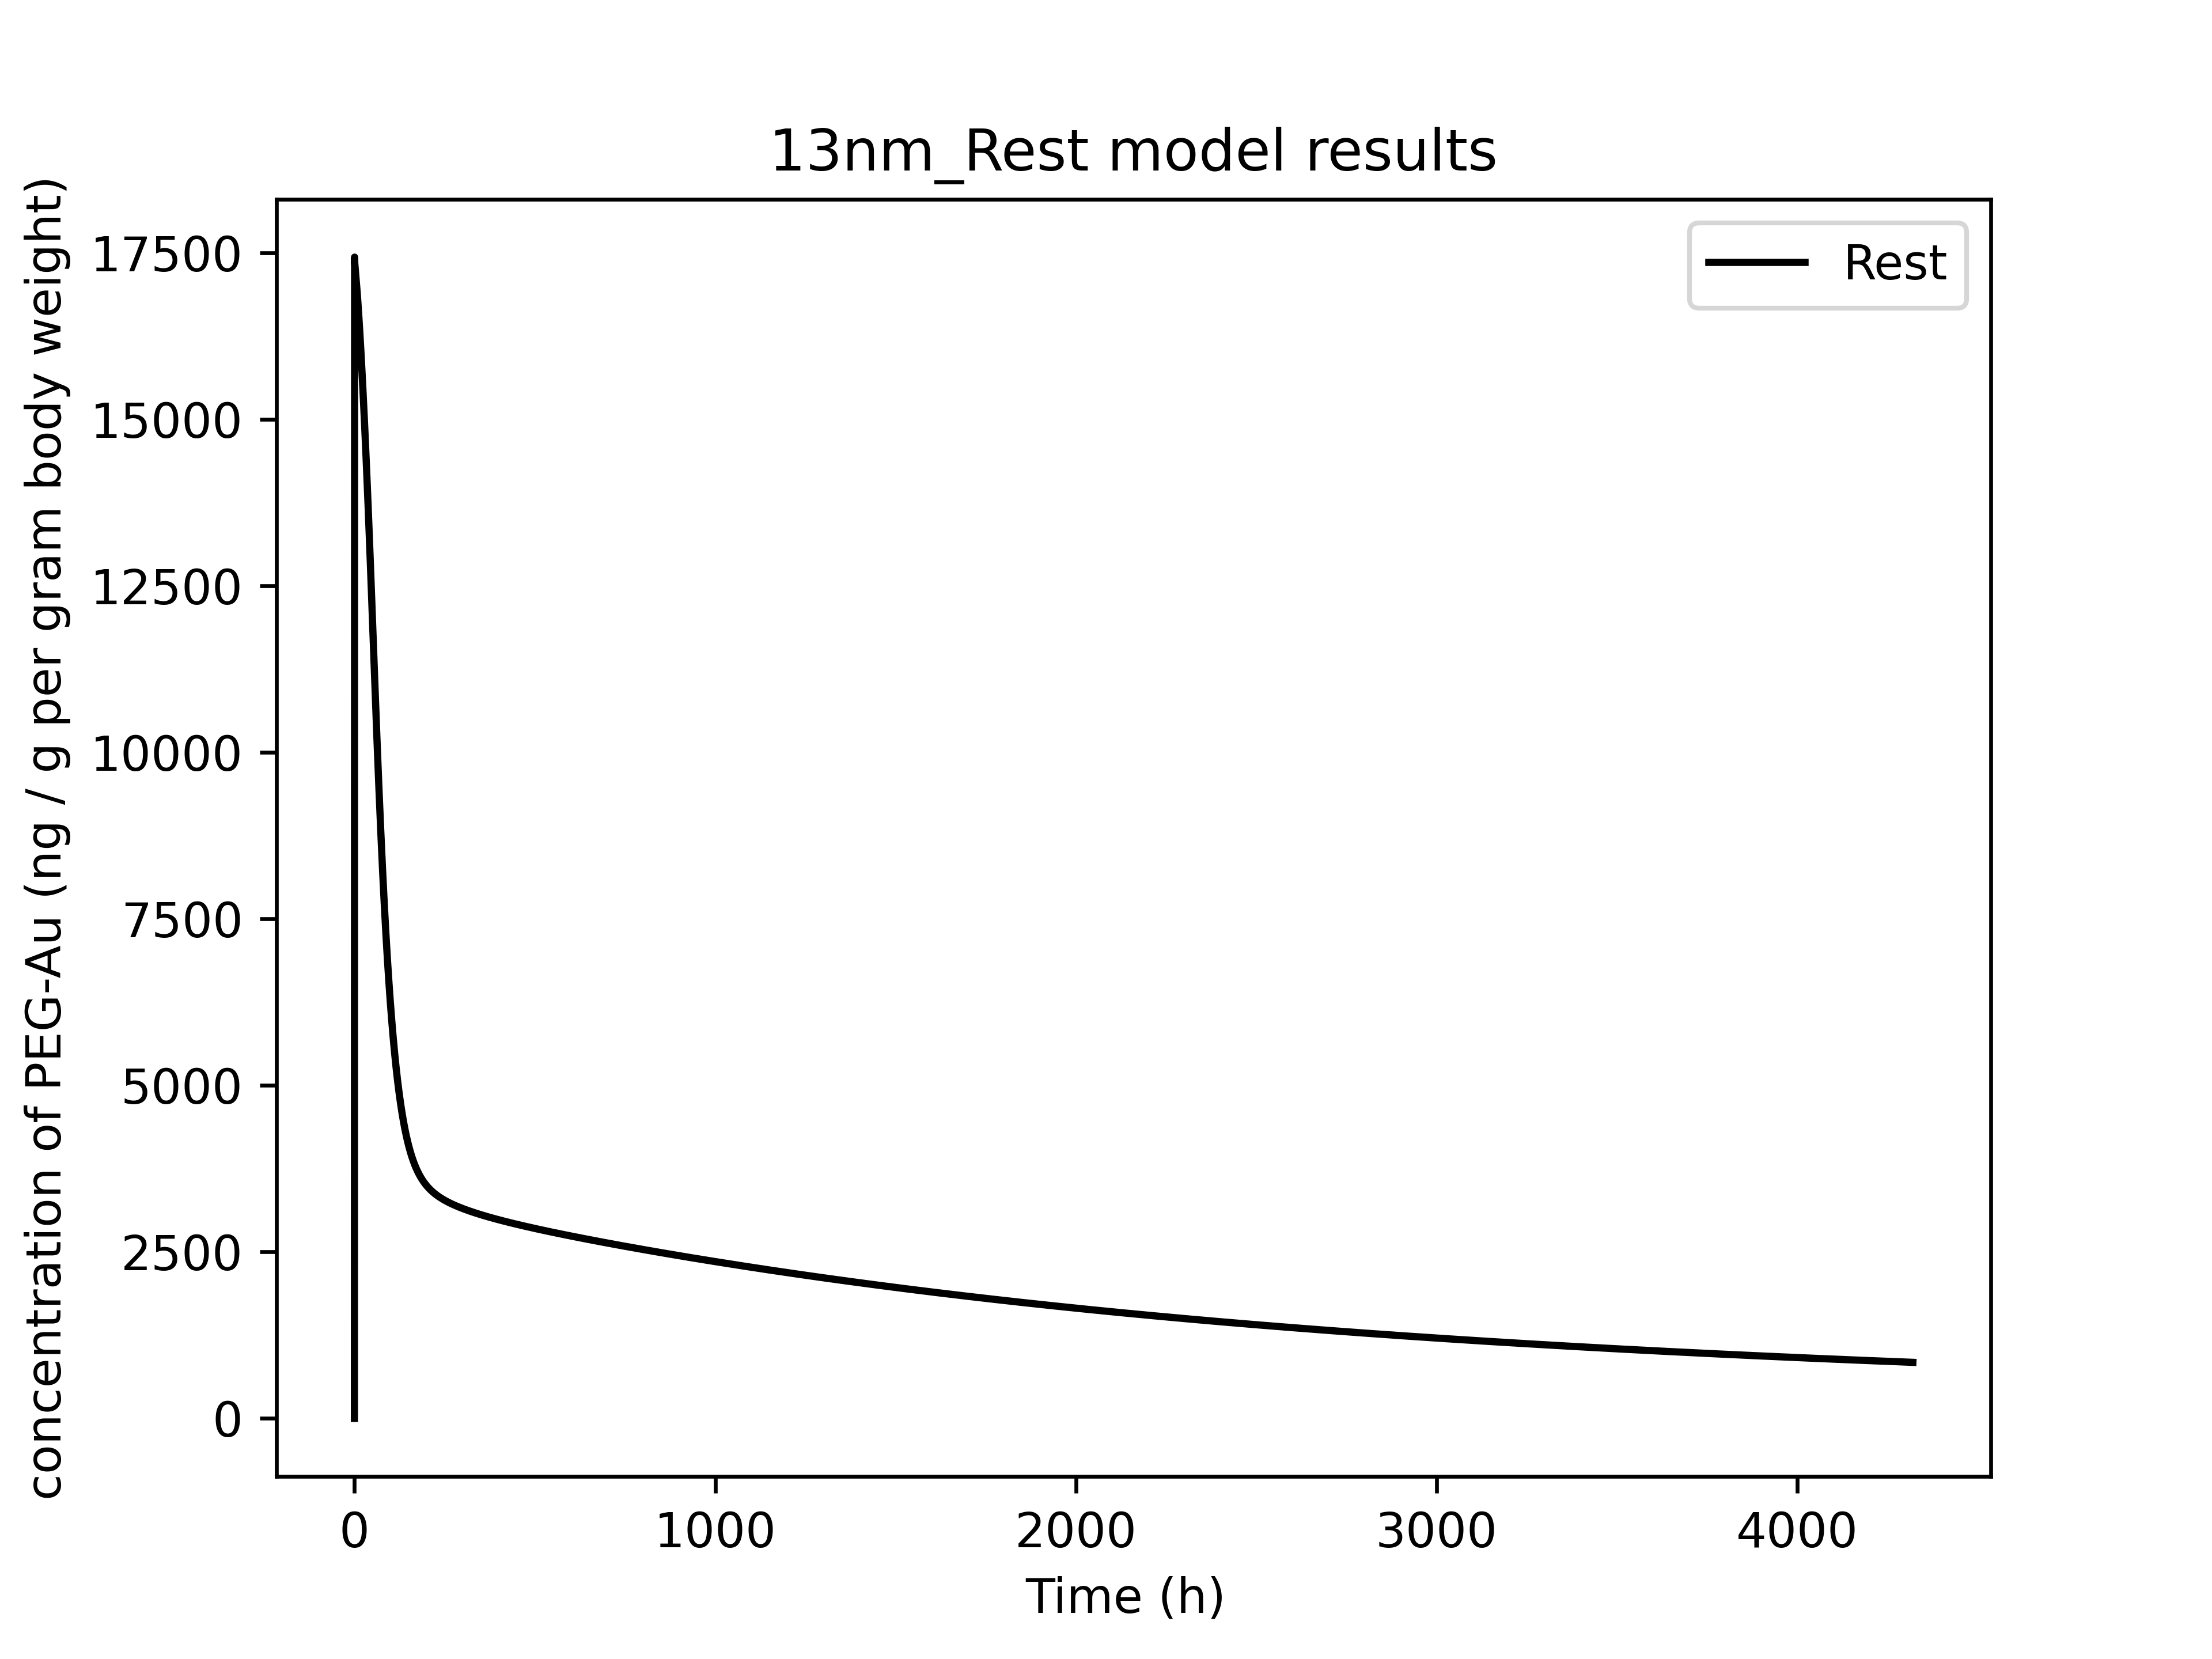 13nm_Rest model results
concentration of PEG-Au (ng / g per gram body weight)
17500
15000
12500
10000
7500
5000
2500
0
Rest
0 1000 2000 3000 4000
Time (h)